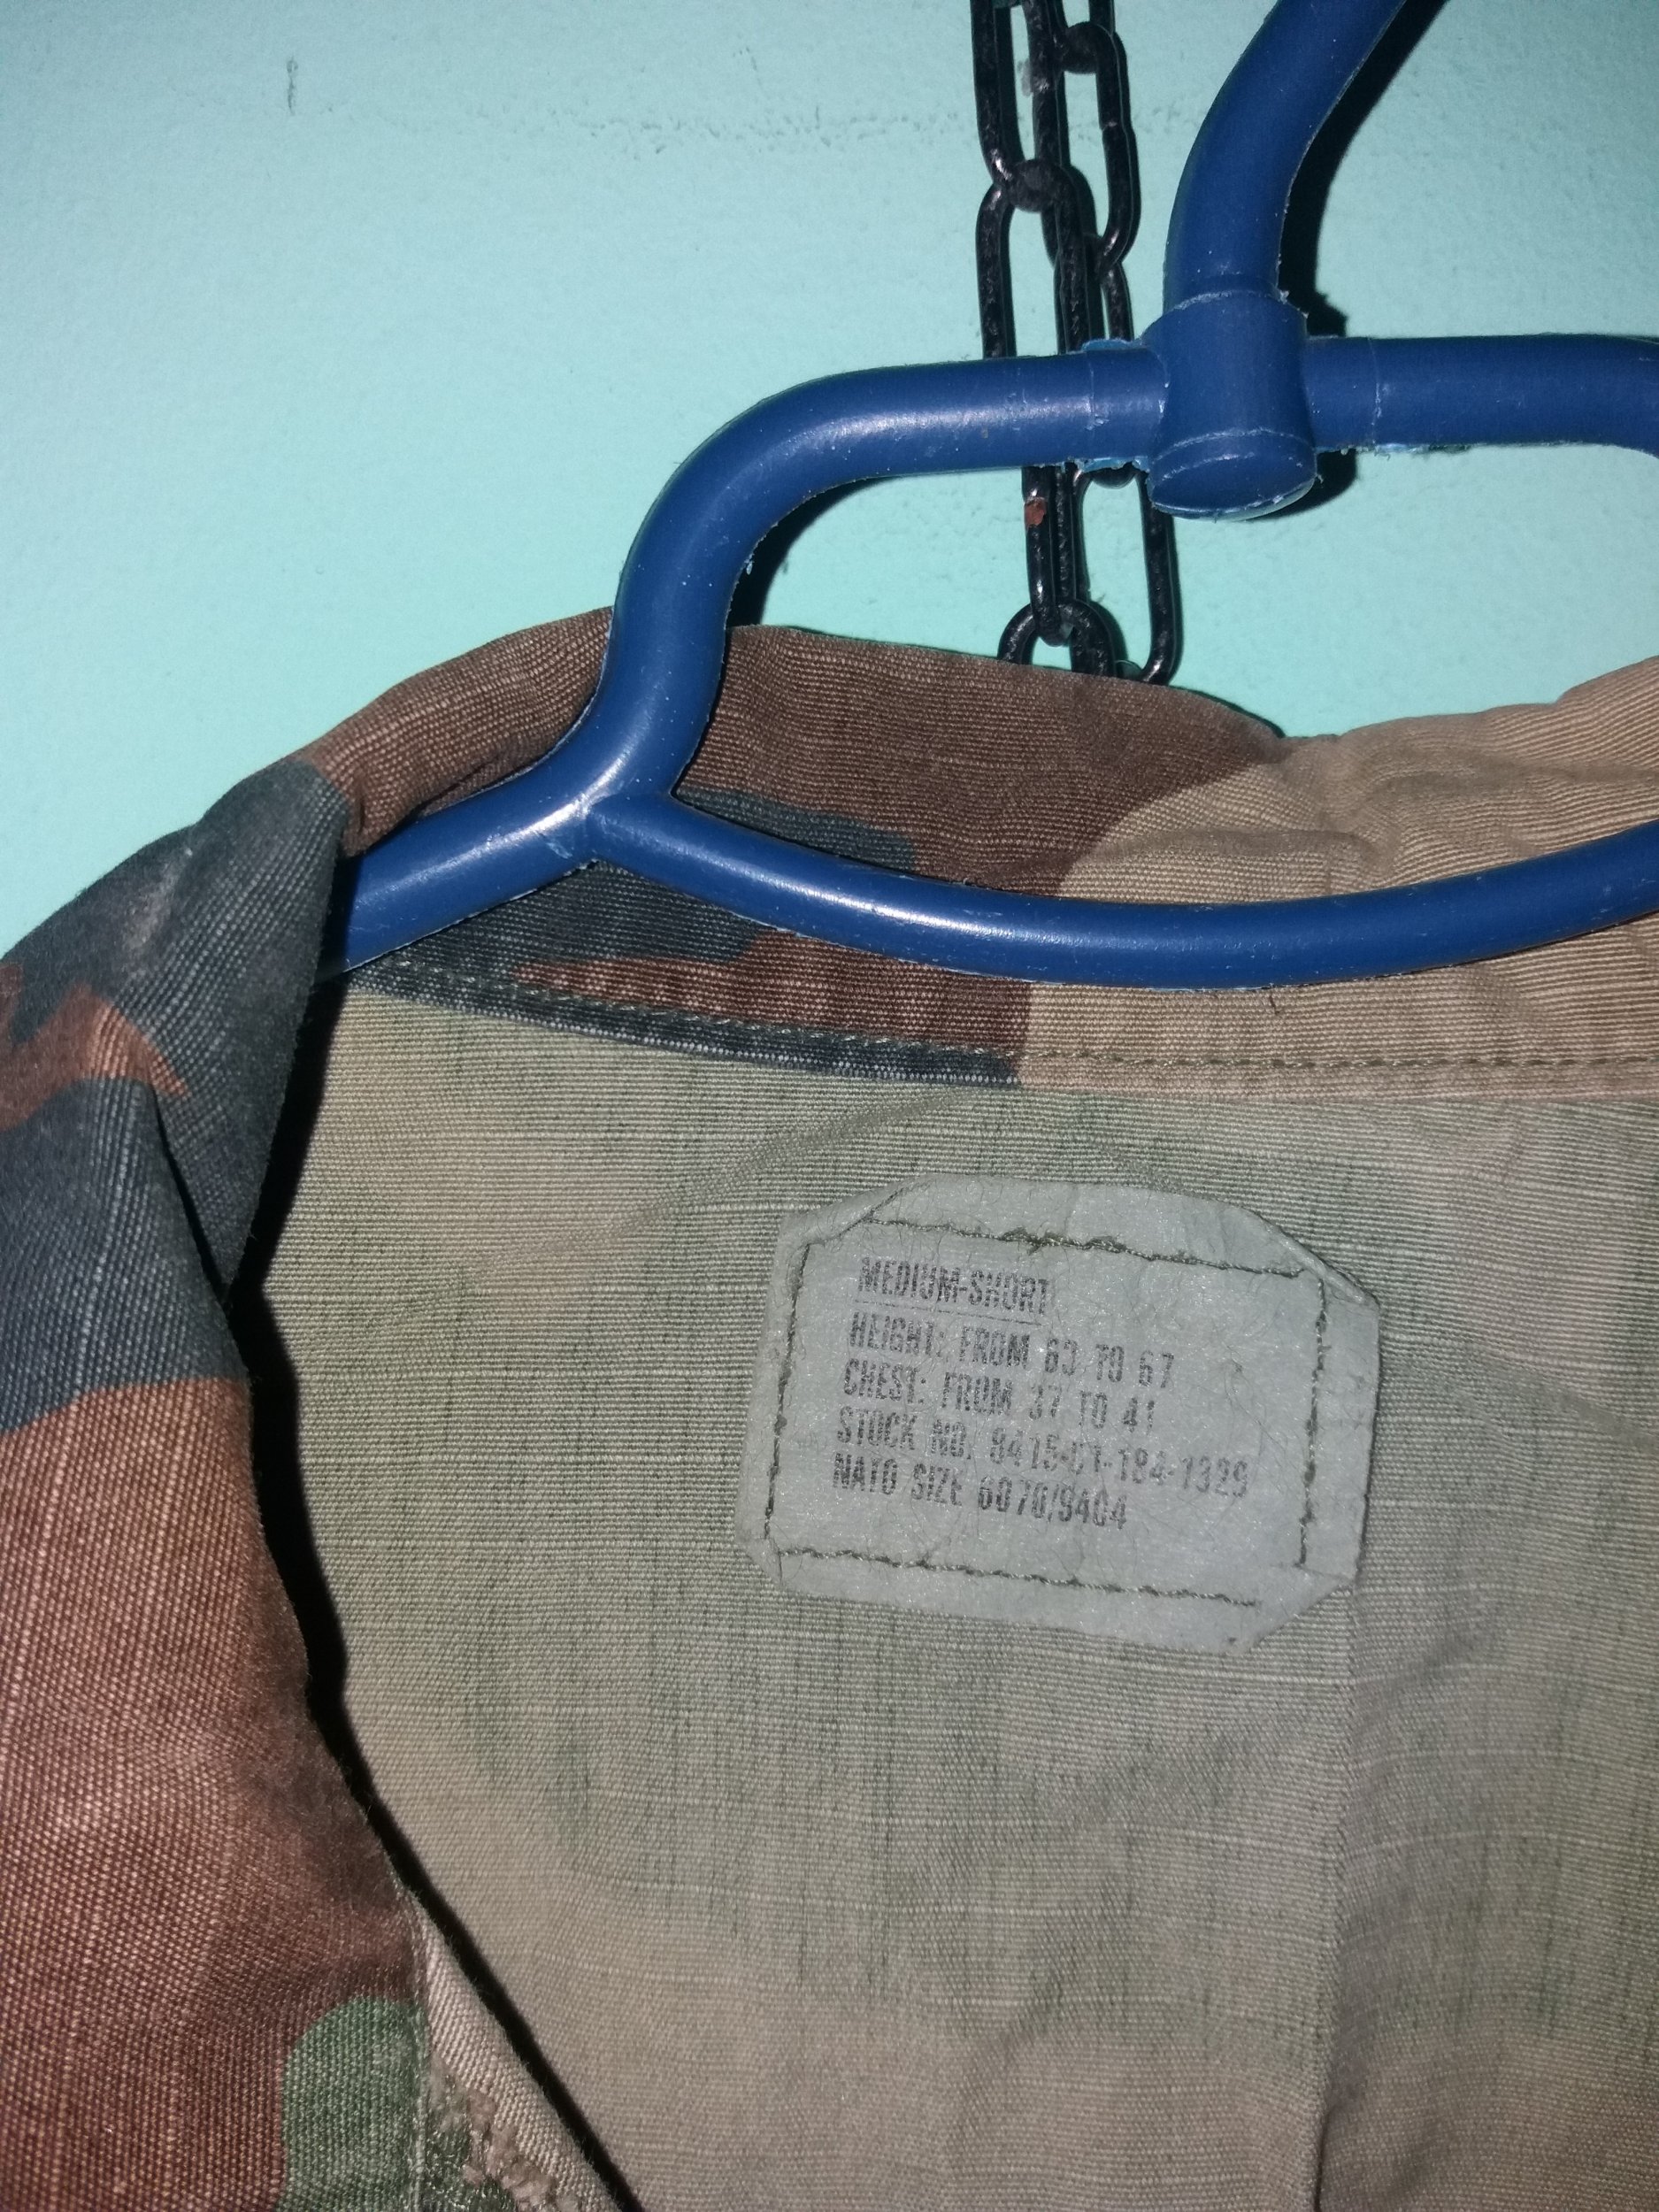 MEDIUM-SHORT
HEIGHT: FROM 63 TO 67
CHEST: FROM 37 TO 41
STOCK NO. 8415-01-184-1329
NATO SIZE 6070/9404